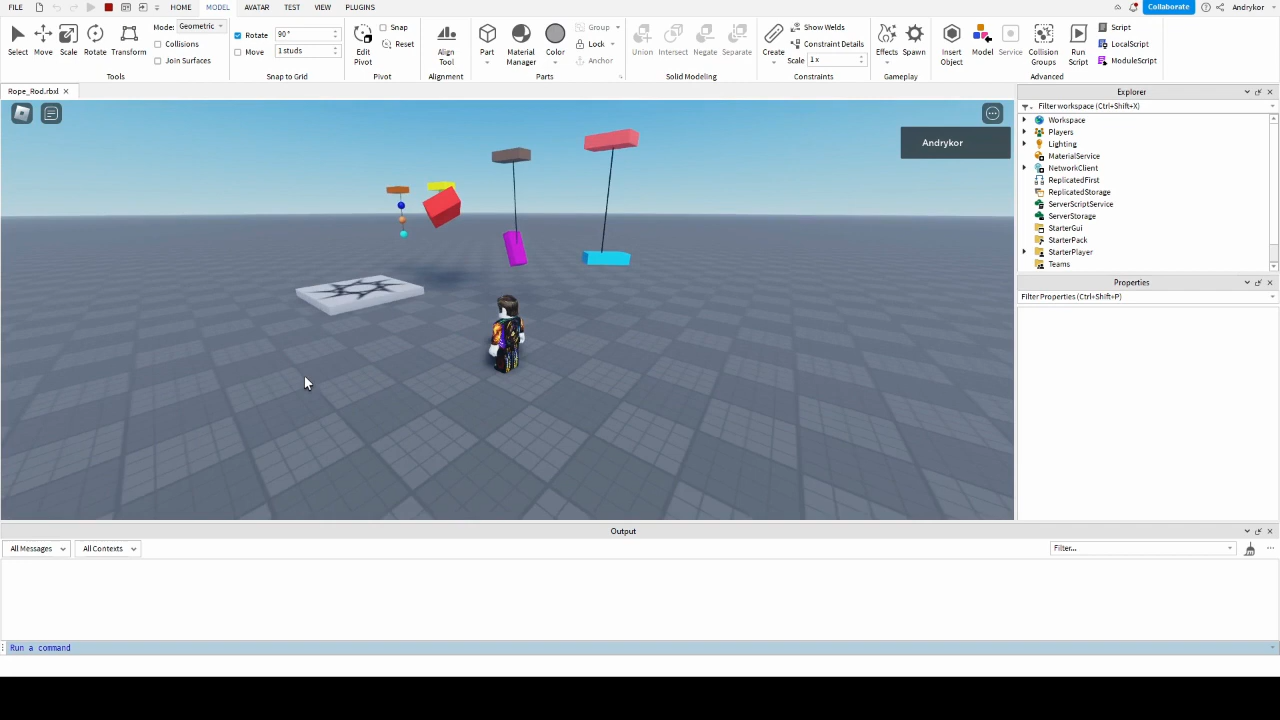 FILE HOME MODEL AVATAR TEST VIEW PLUGINS Collaborate Andrykor
Select Move Scale Rotate Transform
Mode: Geometric
Collisions
Join Surfaces
Tools
Rotate 90°
Move 1 studs
Snap to Grid
Edit Pivot
Snap
Reset
Pivot
Align Tool
Alignment
Part Material Manager Color
Group
Lock
Anchor
Parts
Union Intersect Negate Separate
Solid Modeling
Create
Show Welds
Constraint Details
Scale 1 x
Constraints
Effects Spawn
Gameplay
Insert Object Model Service Collision Groups Run Script
Script
LocalScript
ModuleScript
Advanced
Rope_Rod.rbxl
Andrykor
Explorer
Filter workspace (Ctrl+Shift+X)
Workspace
Players
Lighting
MaterialService
NetworkClient
ReplicatedFirst
ReplicatedStorage
ServerScriptService
ServerStorage
StarterGui
StarterPack
StarterPlayer
Teams
Properties
Filter Properties (Ctrl+Shift+P)
Output
All Messages All Contexts Filter...
Run a command